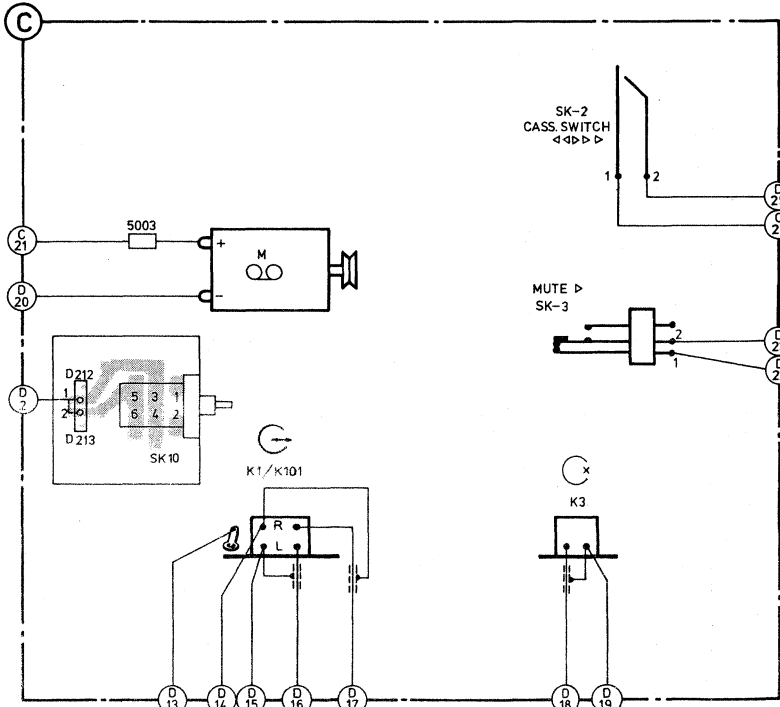 C
SK-2
CASS. SWITCH
1 2
D
C
C
21
5003
+
M
D
20
-
MUTE
SK-3
2
1
D
D
D
2
D212
1
2
D213
5 3 1
6 4 2
SK10
K1/K101
R
L
K3
x
D
13
D
14
D
15
D
16
D
17
D
18
D
19